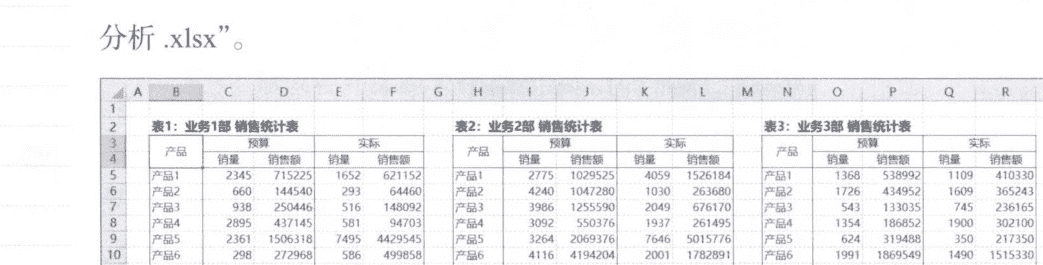 分析 .xlsx”。
A B C D E F G H I J K L M N O P Q R
1
2 表1：业务1部 销售统计表 表2：业务2部 销售统计表 表3：业务3部 销售统计表
3 产品 预算 实际 产品 预算 实际 产品 预算 实际
4 销量 销售额 销量 销售额 销量 销售额 销量 销售额 销量 销售额 销量 销售额
5 产品1 2345 715225 1652 621152 产品1 2775 1029525 4059 1526184 产品1 1368 538992 1109 410330
6 产品2 660 144540 293 64460 产品2 4240 1047280 1030 263680 产品2 1726 434952 1609 365243
7 产品3 938 250446 516 148092 产品3 3986 1255590 2049 676170 产品3 543 133035 745 236165
8 产品4 2895 437145 581 94703 产品4 3092 550376 1937 261495 产品4 1354 186852 1900 302100
9 产品5 2361 1506318 7495 4429545 产品5 3264 2069376 7646 5015776 产品5 624 319488 350 217350
10 产品6 298 272968 586 499858 产品6 4116 4194204 2001 1782891 产品6 1991 1869549 1490 1515330